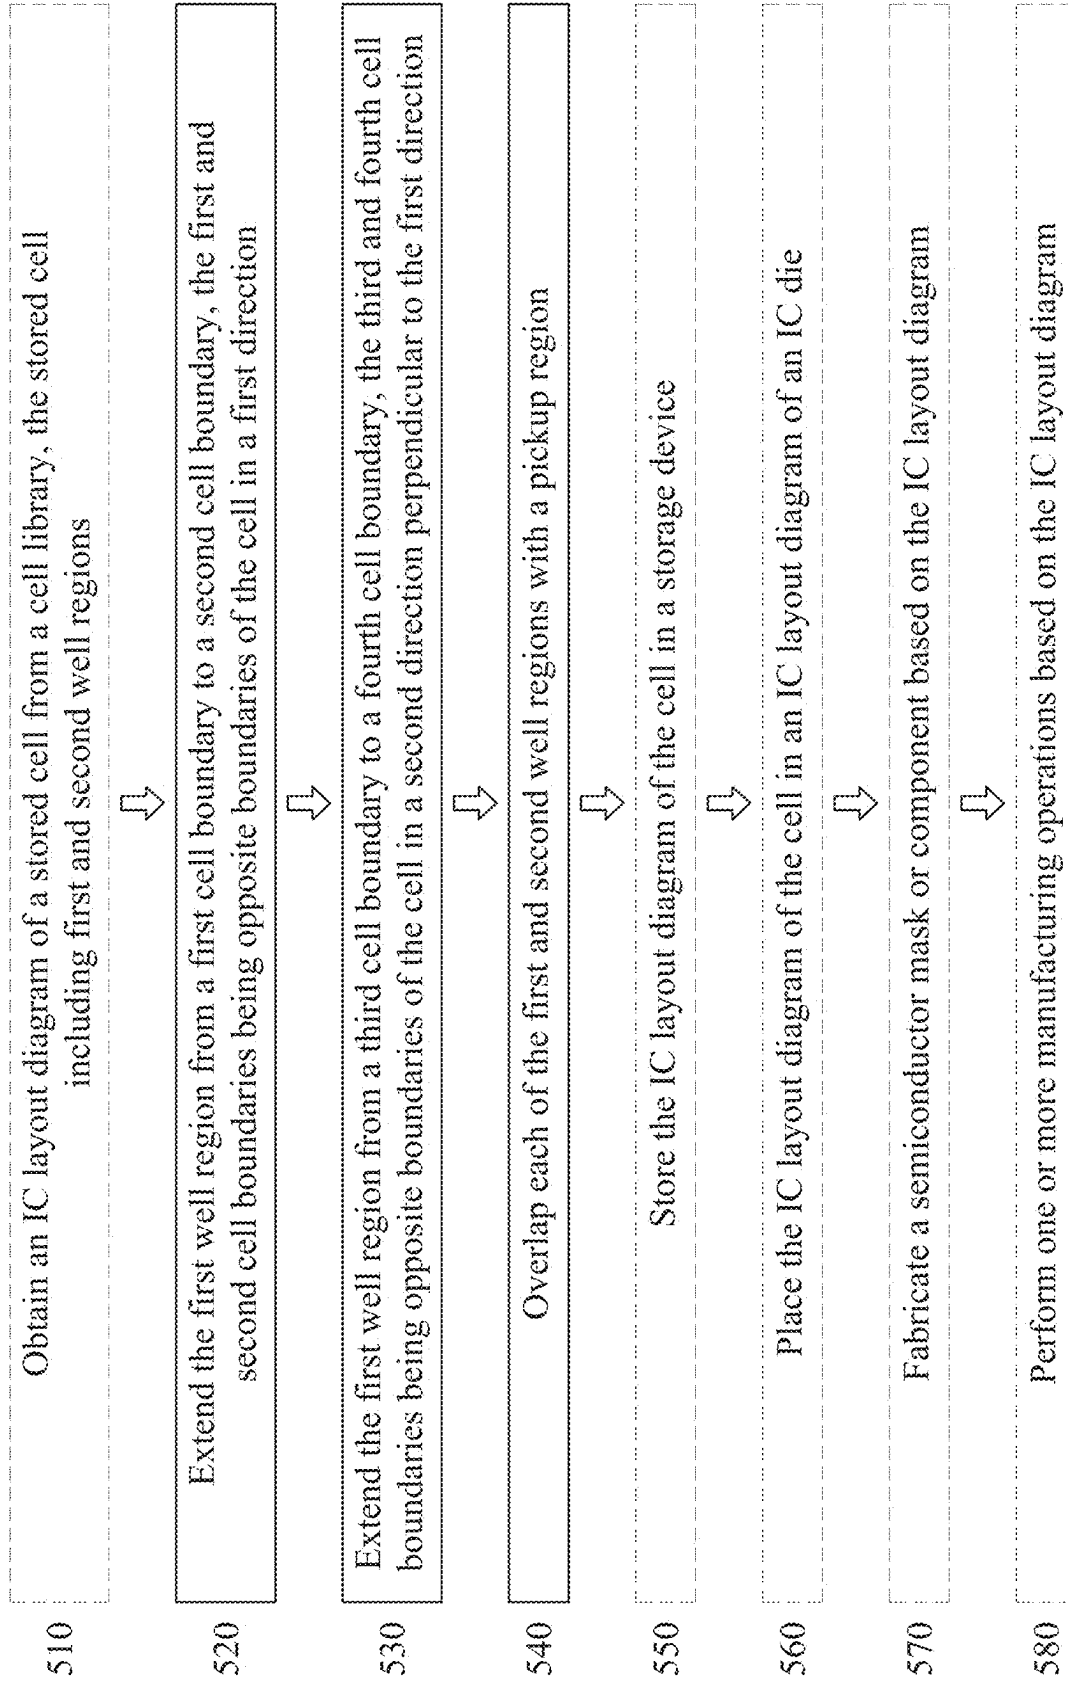 510
Obtain an IC layout diagram of a stored cell from a cell library, the stored cell
including first and second well regions
520
Extend the first well region from a first cell boundary to a second cell boundary, the first and
second cell boundaries being opposite boundaries of the cell in a first direction
530
Extend the first well region from a third cell boundary to a fourth cell boundary, the third and fourth cell
boundaries being opposite boundaries of the cell in a second direction perpendicular to the first direction
540
Overlap each of the first and second well regions with a pickup region
550
Store the IC layout diagram of the cell in a storage device
560
Place the IC layout diagram of the cell in an IC layout diagram of an IC die
570
Fabricate a semiconductor mask or component based on the IC layout diagram
580
Perform one or more manufacturing operations based on the IC layout diagram